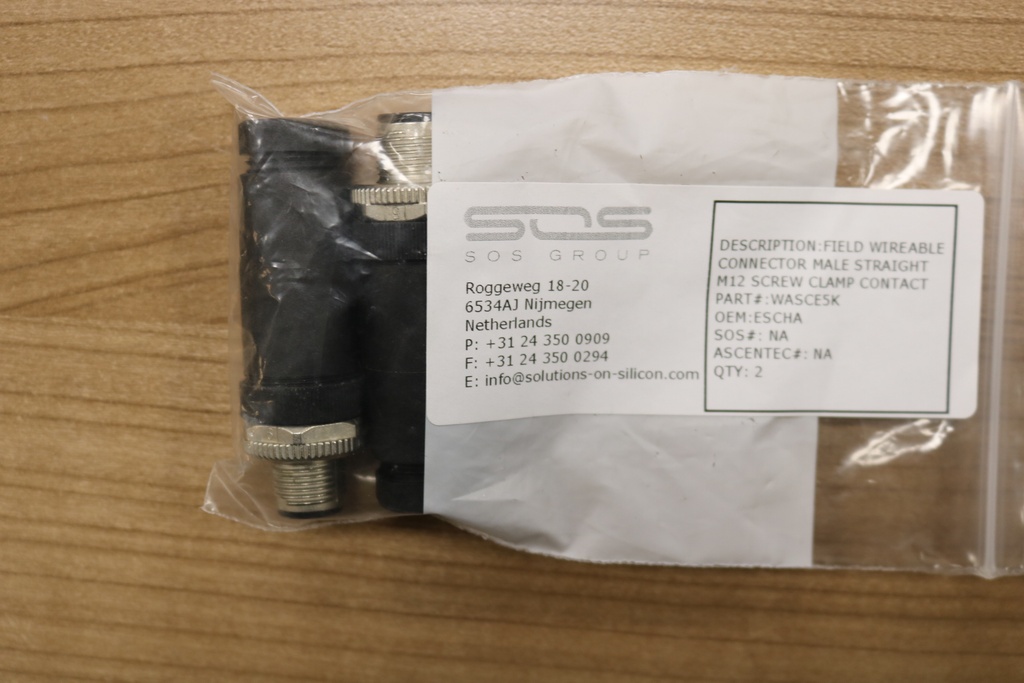 SOS
SOS GROUP
Roggeweg 18-20
6534AJ Nijmegen
Netherlands
P: +31 24 350 0909
F: +31 24 350 0294
E: info@solutions-on-silicon.com
DESCRIPTION:FIELD WIREABLE
CONNECTOR MALE STRAIGHT
M12 SCREW CLAMP CONTACT
PART#:WASCE5K
OEM:ESCHA
SOS#: NA
ASCENTEC#: NA
QTY: 2